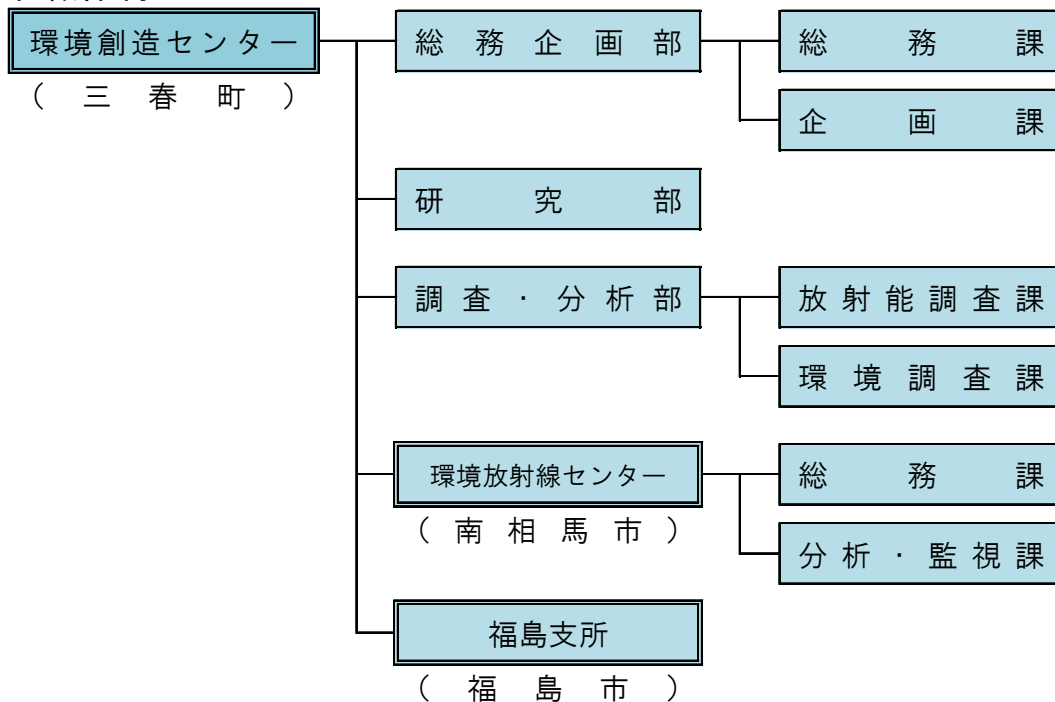 環境創造センター
（三春町）
総務企画部
総務課
企画課
研究部
調査・分析部
放射能調査課
環境調査課
環境放射線センター
（南相馬市）
総務課
分析・監視課
福島支所
（福島市）